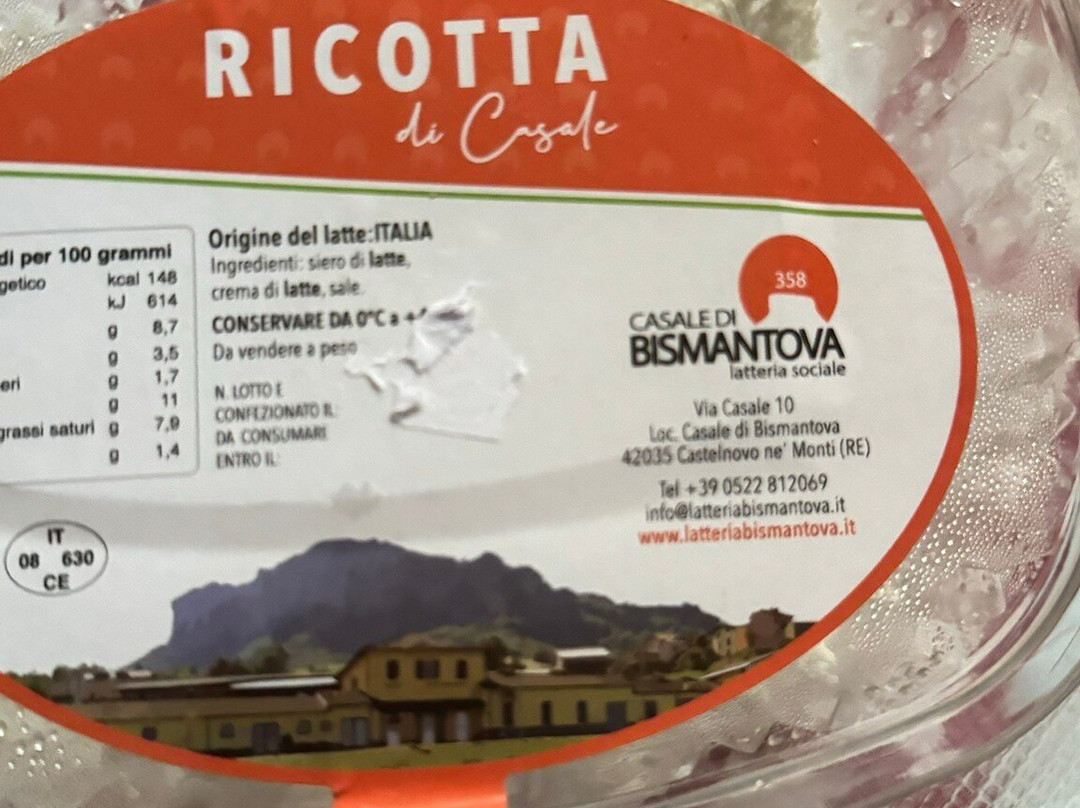 RICOTTA
di Casale
di per 100 grammi
getico kcal 148
kJ 614
g 8,7
g 3,5
eri g 1,7
g 11
grassi saturi g 7,9
g 1,4
IT
08 630
CE
Origine del latte:ITALIA
Ingredienti: siero di latte,
crema di latte, sale.
CONSERVARE DA 0°C a +
Da vendere a peso
N. LOTTO E
CONFEZIONATO IL:
DA CONSUMARE
ENTRO IL:
358
CASALE DI
BISMANTOVA
latteria sociale
Via Casale 10
Loc. Casale di Bismantova
42035 Castelnovo ne' Monti (RE)
Tel +39 0522 812069
info@latteriabismantova.it
www.latteriabismantova.it